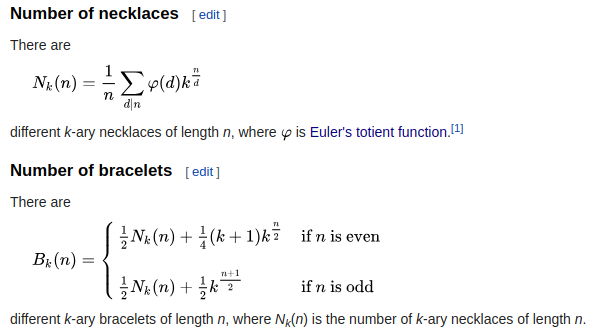 Number of necklaces [ edit ]
There are
N_k(n) = \frac{1}{n} \sum_{d|n} φ(d)k^{\frac{n}{d}}
different k-ary necklaces of length n, where φ is Euler's totient function.[1]
Number of bracelets [ edit ]
There are
B_k(n) = \begin{cases} \frac{1}{2}N_k(n) + \frac{1}{4}(k + 1)k^{\frac{n}{2}} & \text{if } n \text{ is even} \\ \frac{1}{2}N_k(n) + \frac{1}{2}k^{\frac{n+1}{2}} & \text{if } n \text{ is odd} \end{cases}
different k-ary bracelets of length n, where N_k(n) is the number of k-ary necklaces of length n.